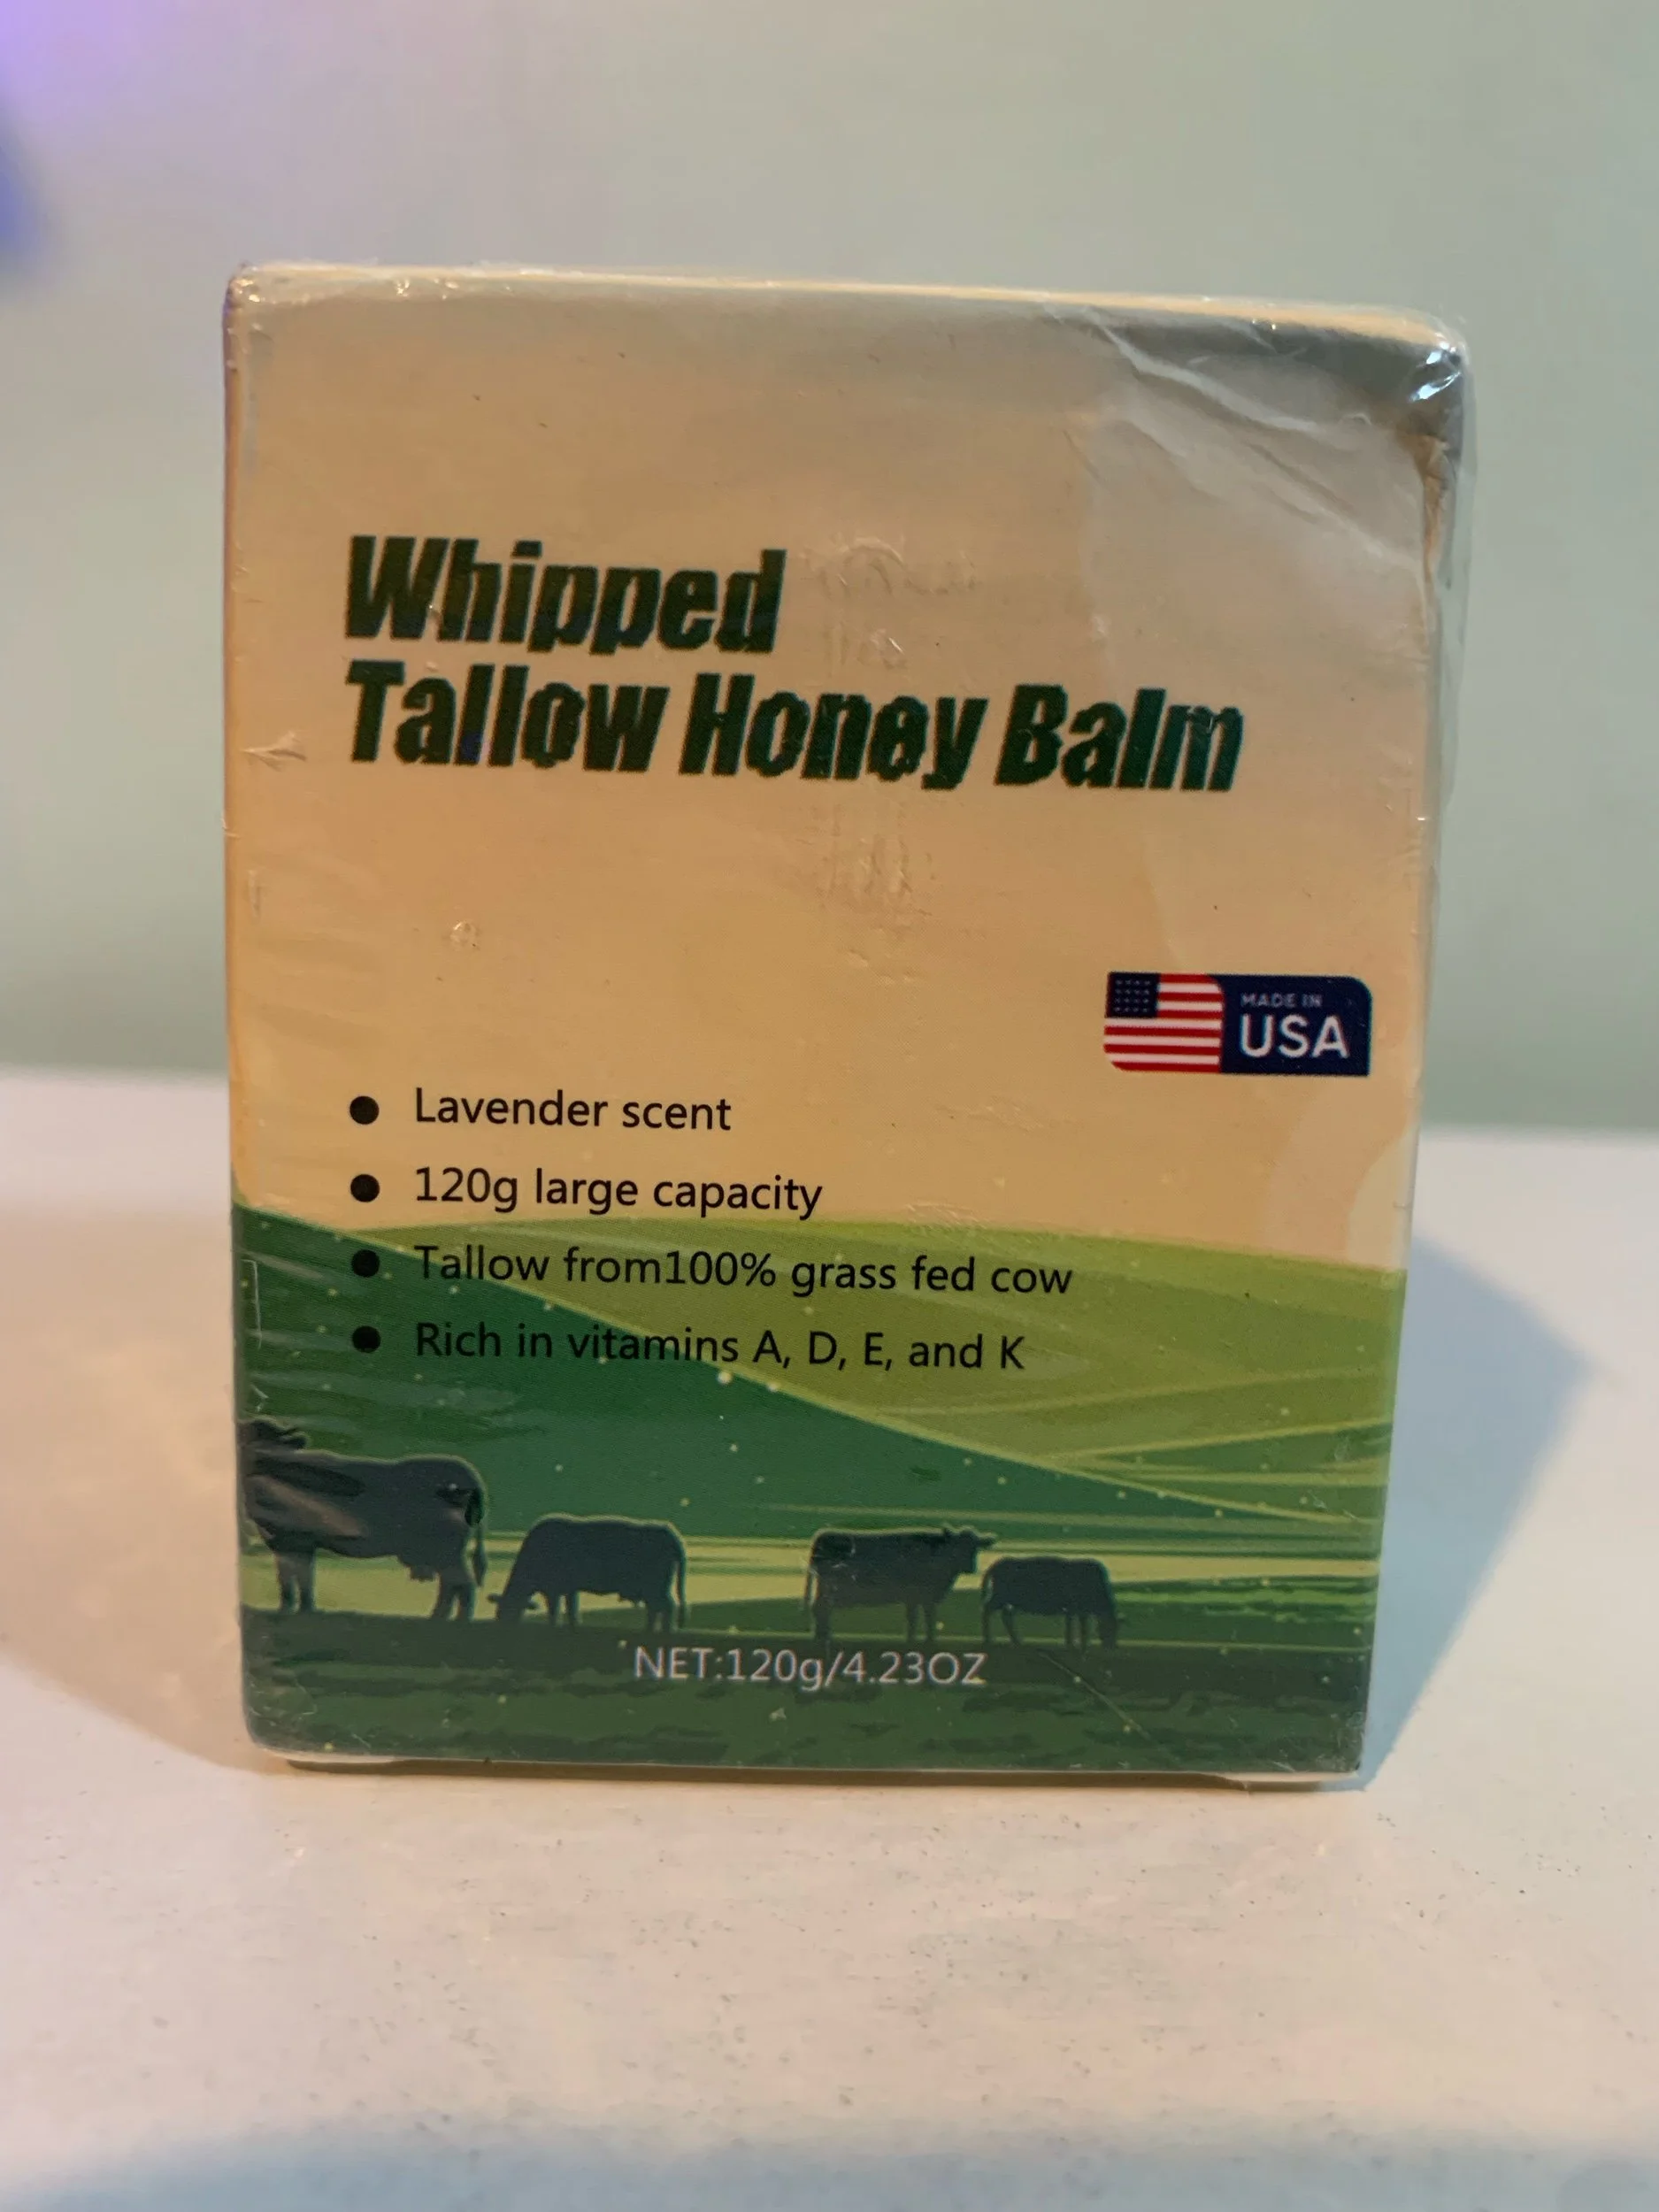 Whipped
Tallow Honey Balm
MADE IN
USA
● Lavender scent
● 120g large capacity
● Tallow from100% grass fed cow
● Rich in vitamins A, D, E, and K
NET:120g/4.23OZ